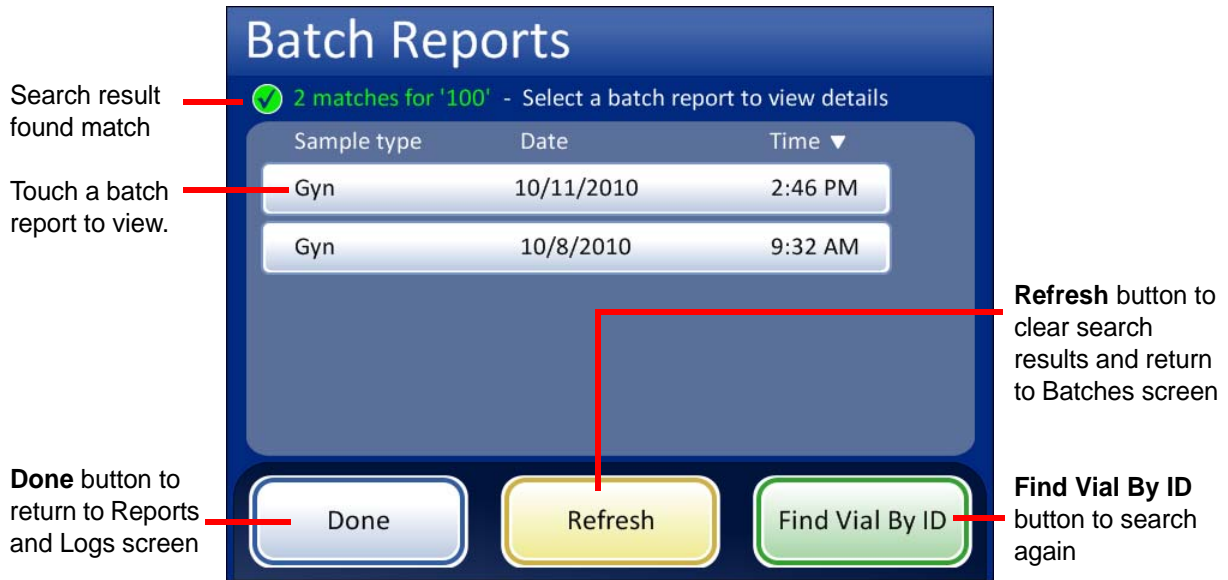 Batch Reports
2 matches for '100' - Select a batch report to view details
Search result
found match
Sample type Date Time ▼
Touch a batch
report to view.
Gyn 10/11/2010 2:46 PM
Gyn 10/8/2010 9:32 AM
Refresh button to
clear search
results and return
to Batches screen
Done button to
return to Reports
and Logs screen
Done Refresh Find Vial By ID
Find Vial By ID
button to search
again